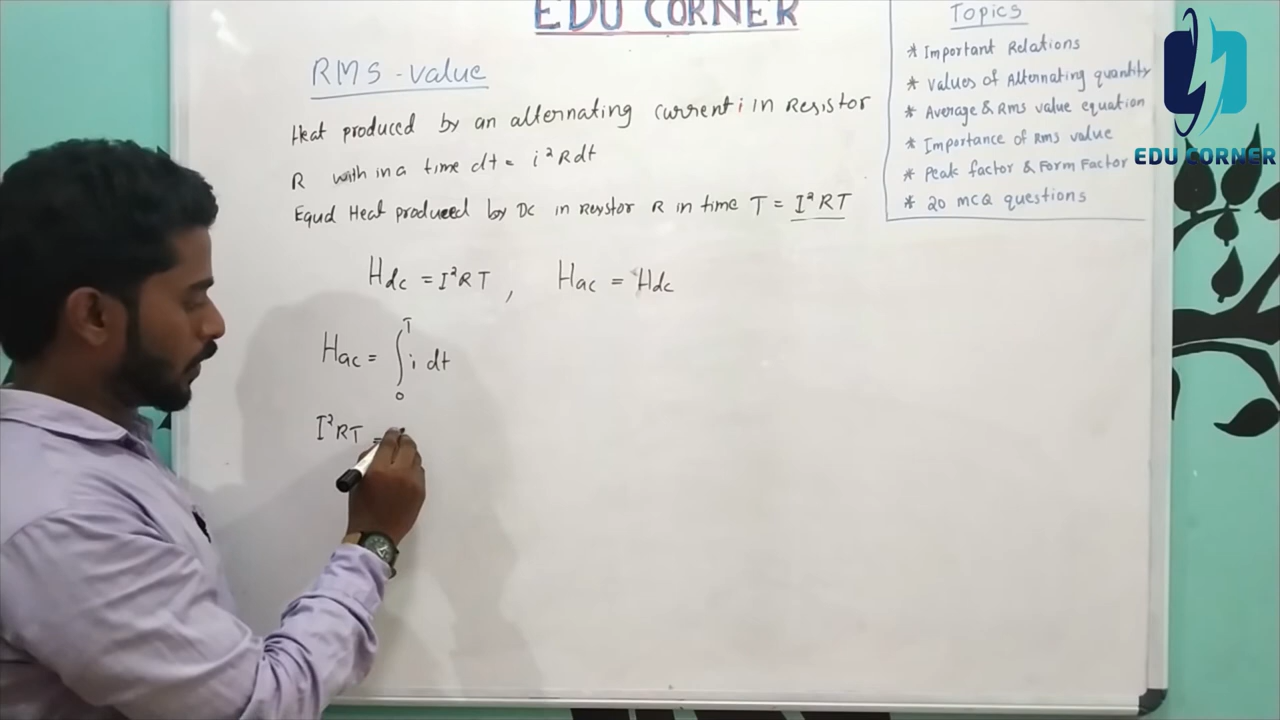 EDU CORNER
RMS-value
Heat produced by an alternating current i in Resistor
R with in a time dt = i²Rdt
Equal Heat produced by DC in resistor R in time T = I²RT
Hdc = I²RT , Hac = Hdc
Hac = ∫₀ᵀ i dt
I²RT =
Topics
* Important Relations
* Values of Alternating quantity
* Average & Rms value equation
* Importance of rms value
* Peak factor & Form Factor
* 20 MCQ questions
EDU CORNER